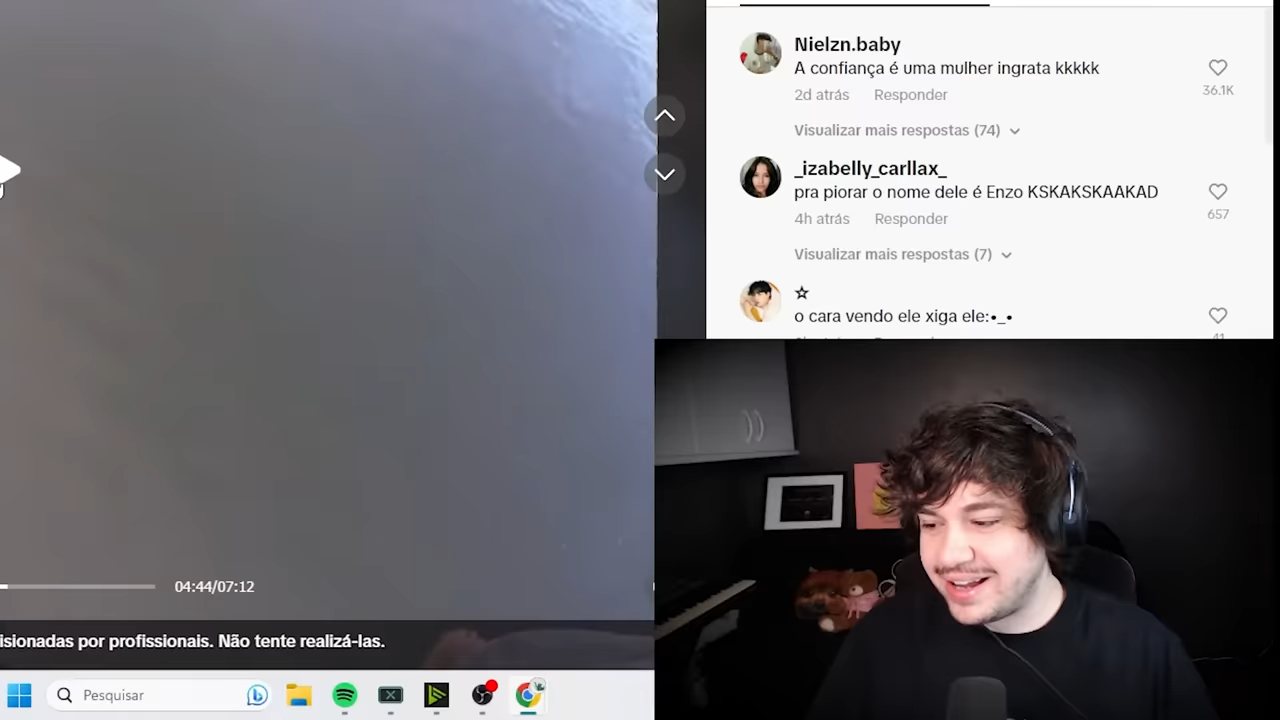 Nielzn.baby
A confiança é uma mulher ingrata kkkkk
2d atrás Responder
36.1K
Visualizar mais respostas (74)
_izabelly_carllax_
pra piorar o nome dele é Enzo KSKAKSKAAKAD
4h atrás Responder
657
Visualizar mais respostas (7)
☆
o cara vendo ele xiga ele:•_•
04:44/07:12
isionadas por profissionais. Não tente realizá-las.
Pesquisar